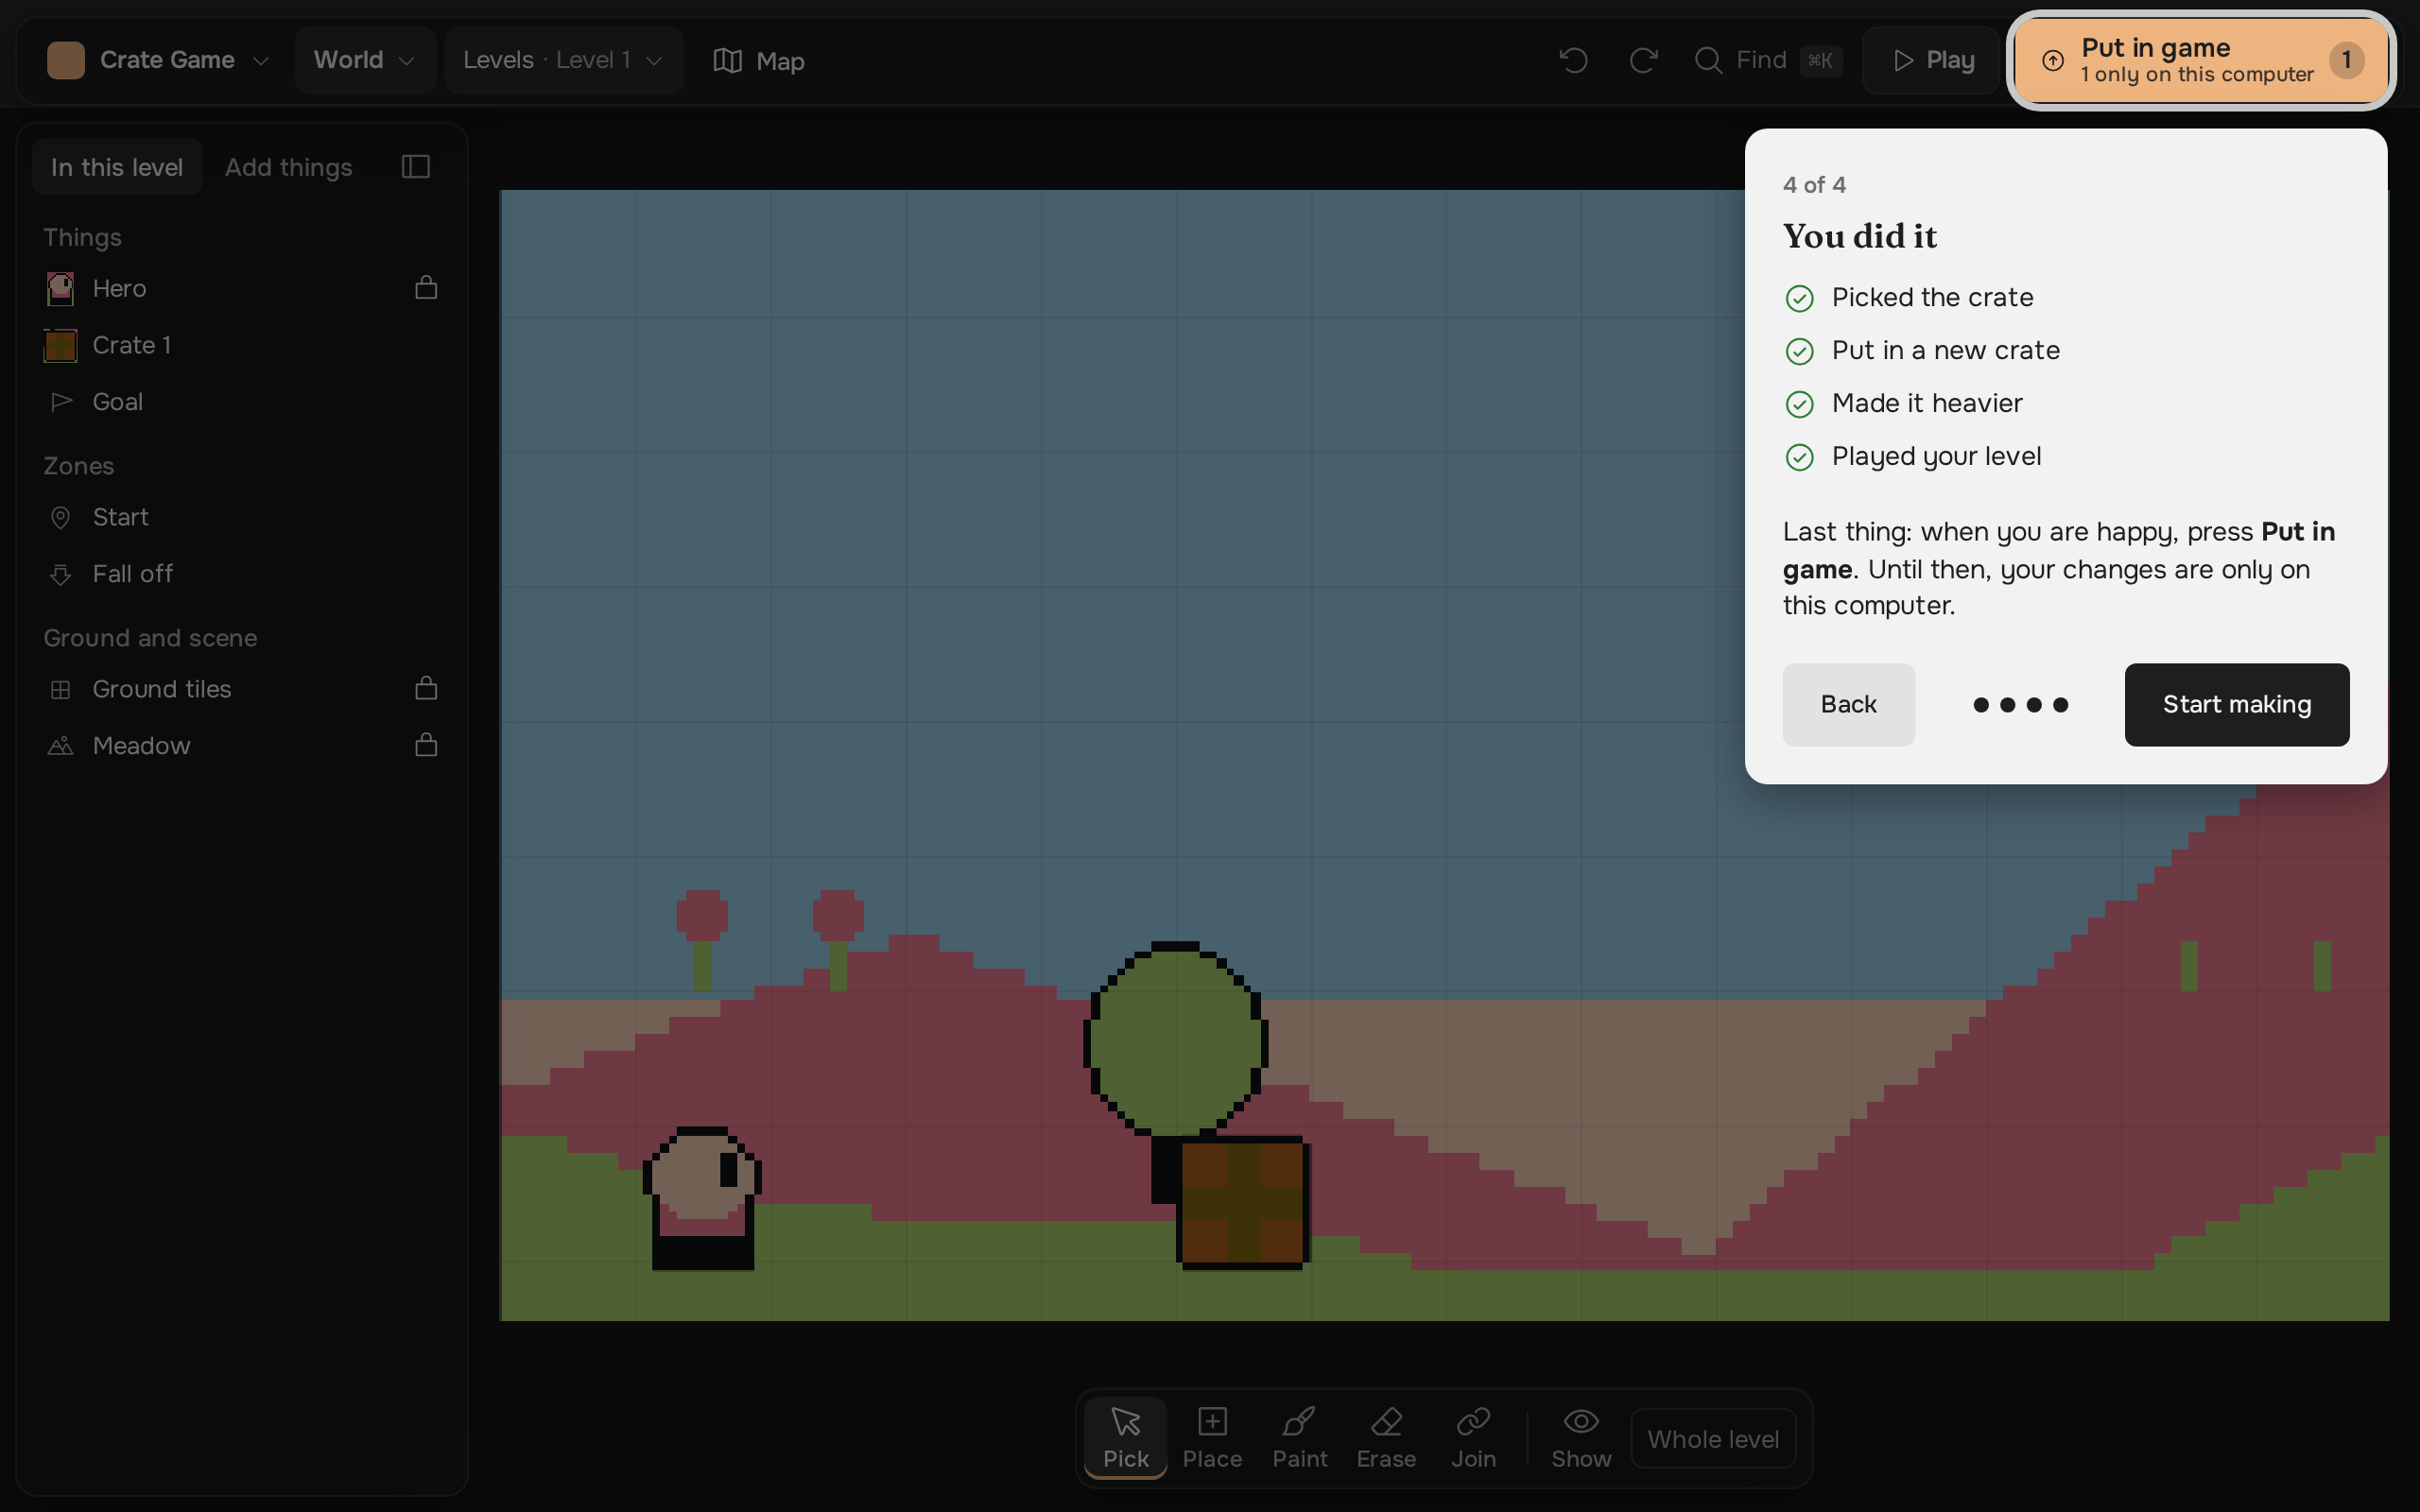 Crate Game
World
Levels · Level 1
Map
Find ⌘K
Play
Put in game
1 only on this computer
1
In this level
Add things
Things
Hero
Crate 1
Goal
Zones
Start
Fall off
Ground and scene
Ground tiles
Meadow
4 of 4
You did it
Picked the crate
Put in a new crate
Made it heavier
Played your level
Last thing: when you are happy, press Put in
game. Until then, your changes are only on
this computer.
Back
Start making
Pick
Place
Paint
Erase
Join
Show
Whole level